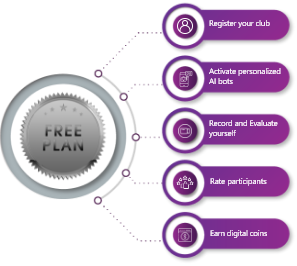 FREE
PLAN
Register your club
Activate personalized
AI bots
Record and Evaluate
yourself
Rate participants
Earn digital coins